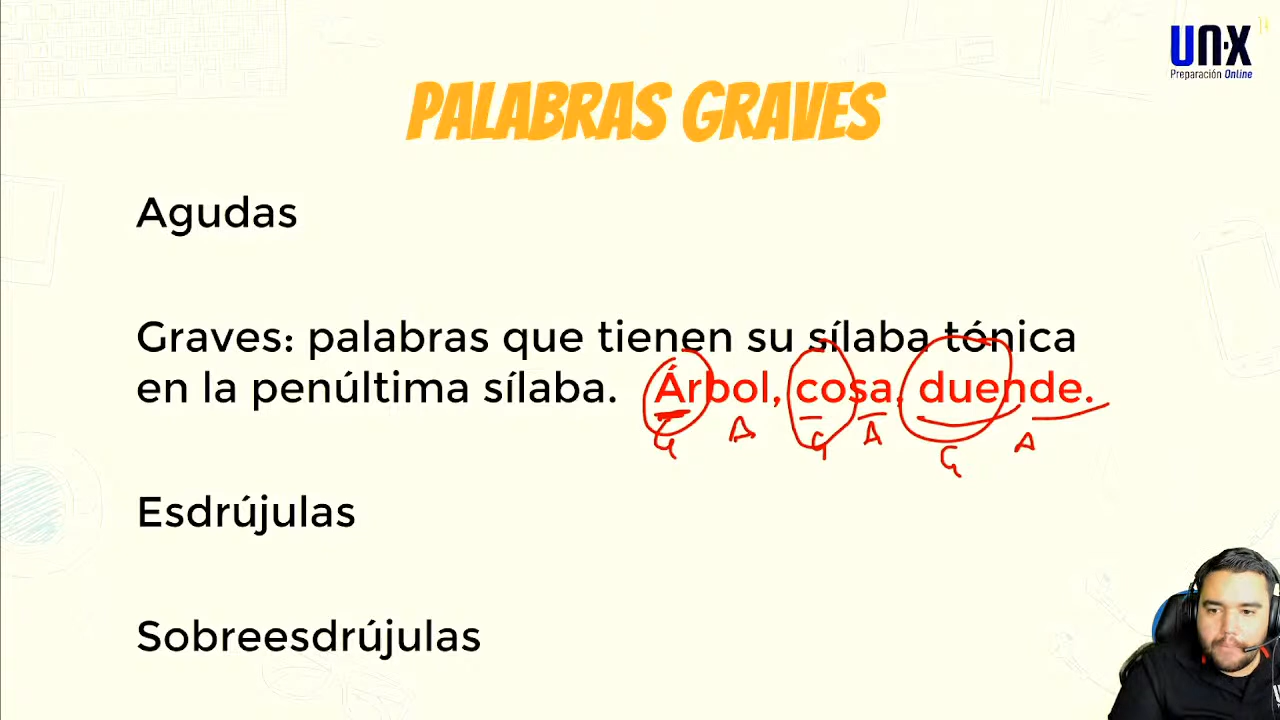 UN·X
Preparación Online
PALABRAS GRAVES
Agudas
Graves: palabras que tienen su sílaba tónica
en la penúltima sílaba. Árbol, cosa, duende.
G A G A G A
Esdrújulas
Sobreesdrújulas